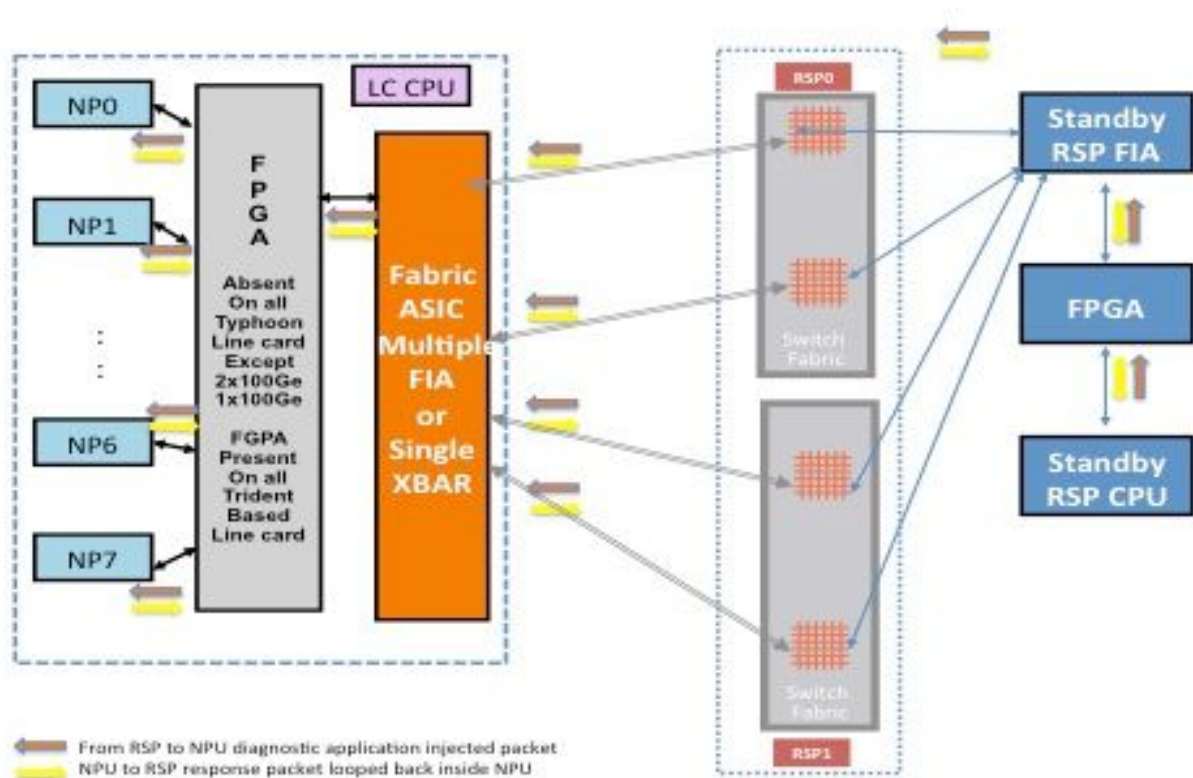 LC CPU
RSP0
NP0
NP1
:
:
NP6
NP7
F
P
G
A
Absent
On all
Typhoon
Line card
Except
2x100Ge
1x100Ge
FGPA
Present
On all
Trident
Based
Line card
Fabric
ASIC
Multiple
FIA
or
Single
XBAR
Switch
Fabric
Switch
Fabric
RSP1
Standby
RSP FIA
FPGA
Standby
RSP CPU
From RSP to NPU diagnostic application injected packet
to RSP response packet looped back inside NPU